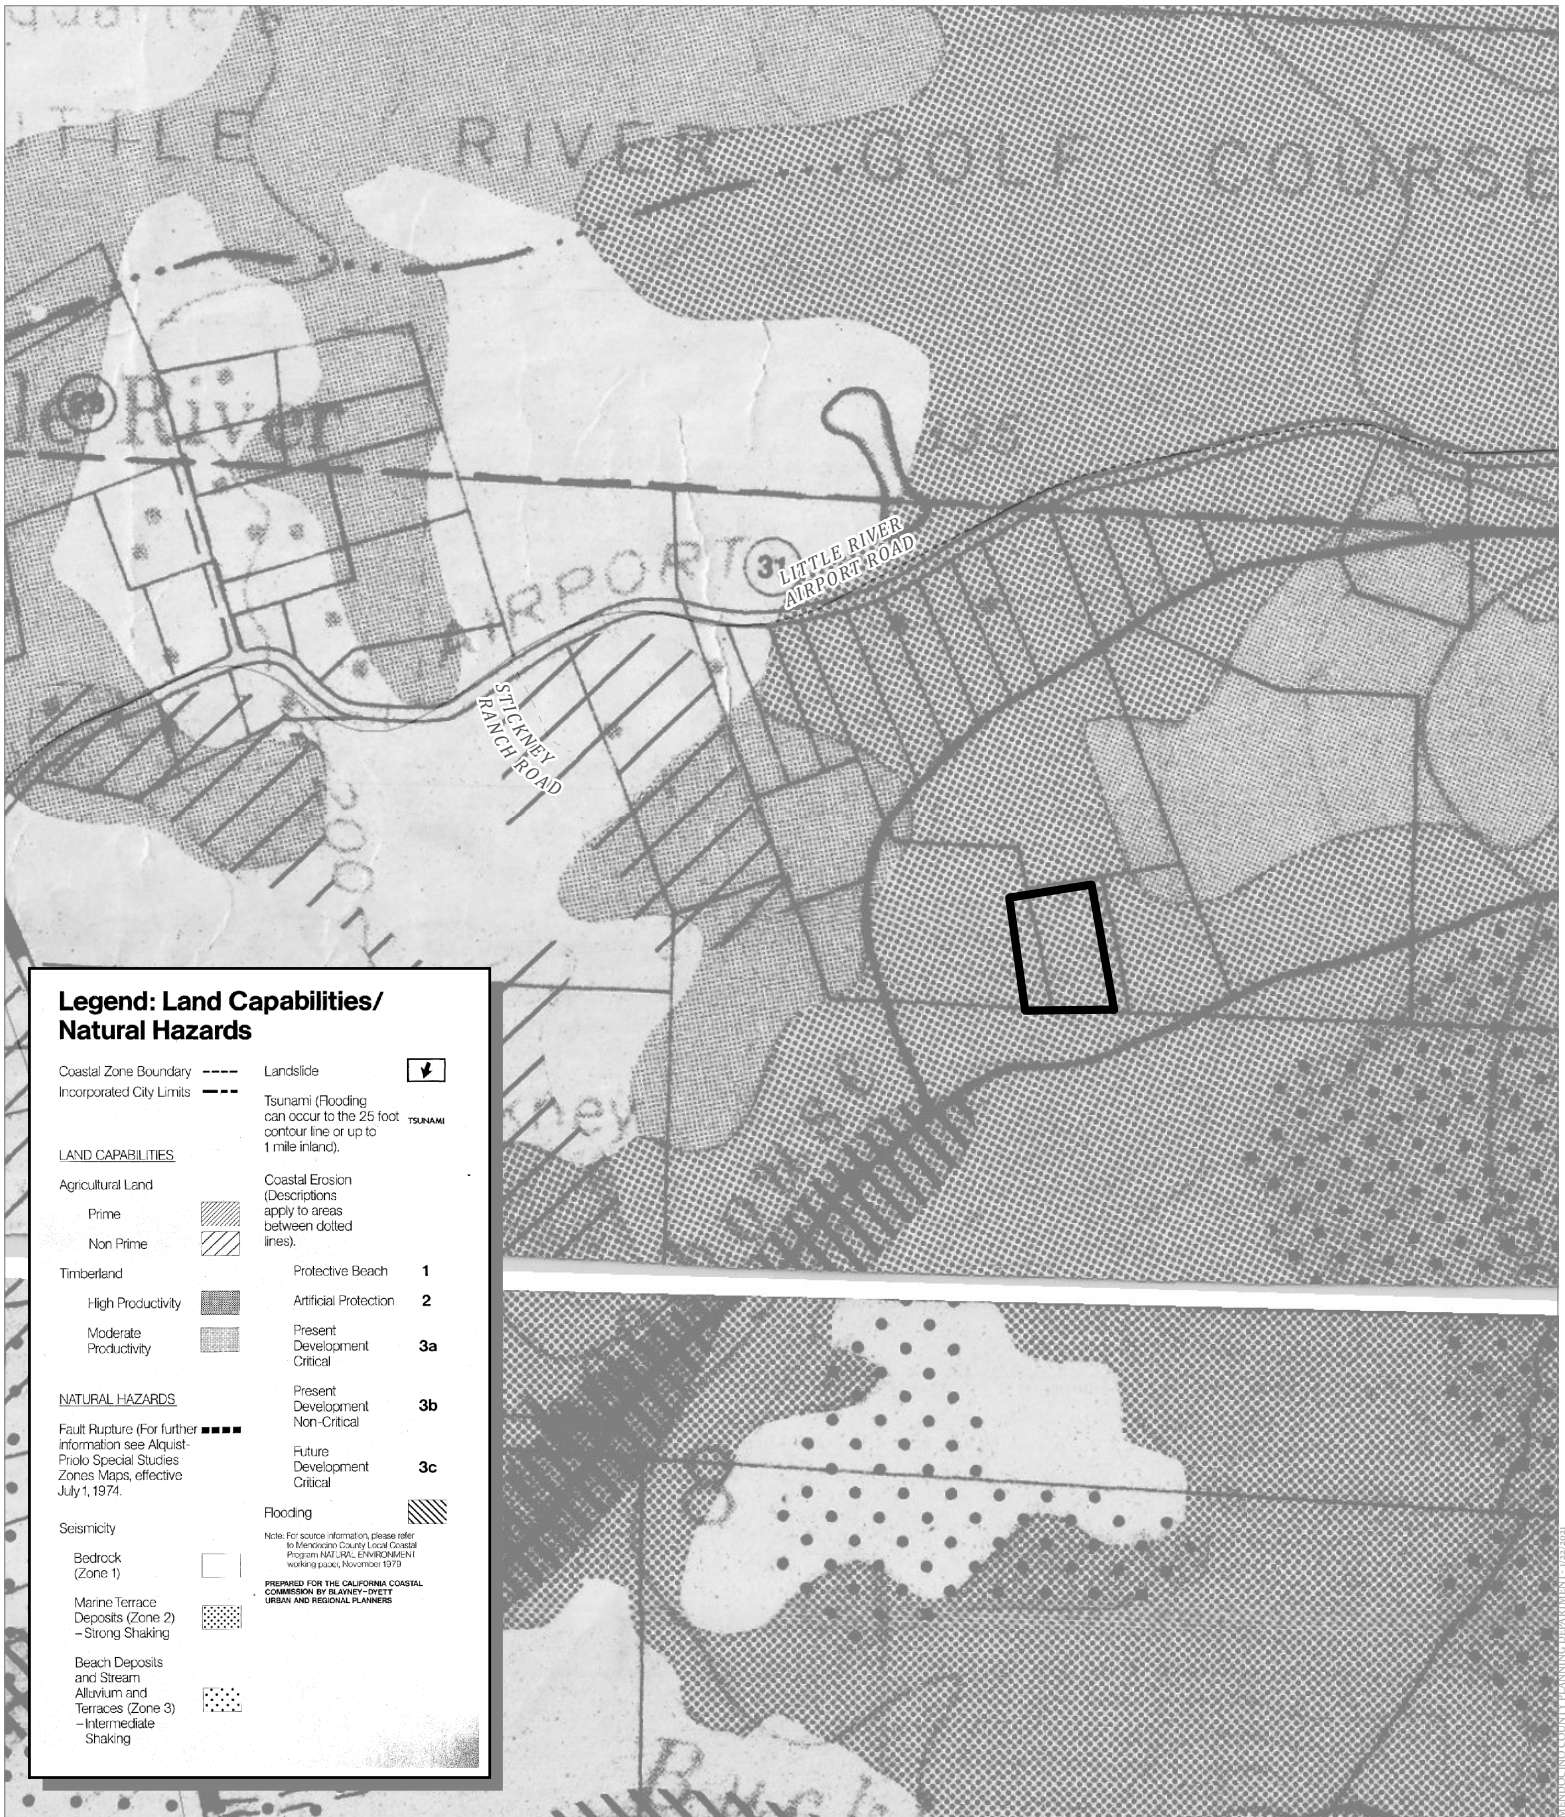 LITTLE RIVER GOLF COURSE
River
AIRPORT
31
LITTLE RIVER
AIRPORT ROAD
STICKNEY
RANCH ROAD
200
Legend: Land Capabilities/
Natural Hazards
Coastal Zone Boundary
Incorporated City Limits
LAND CAPABILITIES
Agricultural Land
Prime
Non Prime
Timberland
High Productivity
Moderate
Productivity
NATURAL HAZARDS
Fault Rupture (For further
information see Alquist-
Priolo Special Studies
Zones Maps, effective
July 1, 1974.
Seismicity
Bedrock
(Zone 1)
Marine Terrace
Deposits (Zone 2)
–Strong Shaking
Beach Deposits
and Stream
Alluvium and
Terraces (Zone 3)
–Intermediate
Shaking
Landslide
Tsunami (Flooding
can occur to the 25 foot
contour line or up to
1 mile inland).
TSUNAMI
Coastal Erosion
(Descriptions
apply to areas
between dotted
lines).
Protective Beach 1
Artificial Protection 2
Present
Development
Critical 3a
Present
Development
Non-Critical 3b
Future
Development
Critical 3c
Flooding
Note: For source information, please refer
to Mendocino County Local Coastal
Program NATURAL ENVIRONMENT
working paper, November 1979
PREPARED FOR THE CALIFORNIA COASTAL
COMMISSION BY BLAYNEY–DYETT
URBAN AND REGIONAL PLANNERS